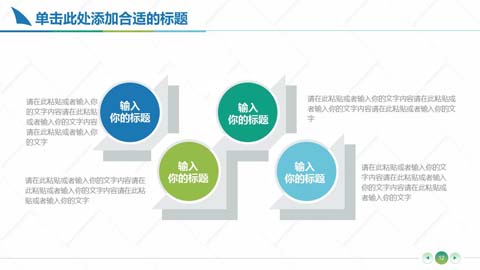 单击此处添加合适的标题
请在此粘贴或者输入你
的文字内容请在此粘贴
或者输入你的文字内容
请在此粘贴或者输入你
的文字
输入
你的标题
输入
你的标题
请在此粘贴或者输入你的文字内容请在此粘贴或
者输入你的文字内容请在此粘贴或者输入你的文
字
请在此粘贴或者输入你的文字内容请在
此粘贴或者输入你的文字内容请在此粘
贴或者输入你的文字
输入
你的标题
输入
你的标题
请在此粘贴或者输入你的文
字内容请在此粘贴或者输入
你的文字内容请在此粘贴或
者输入你的文字
12